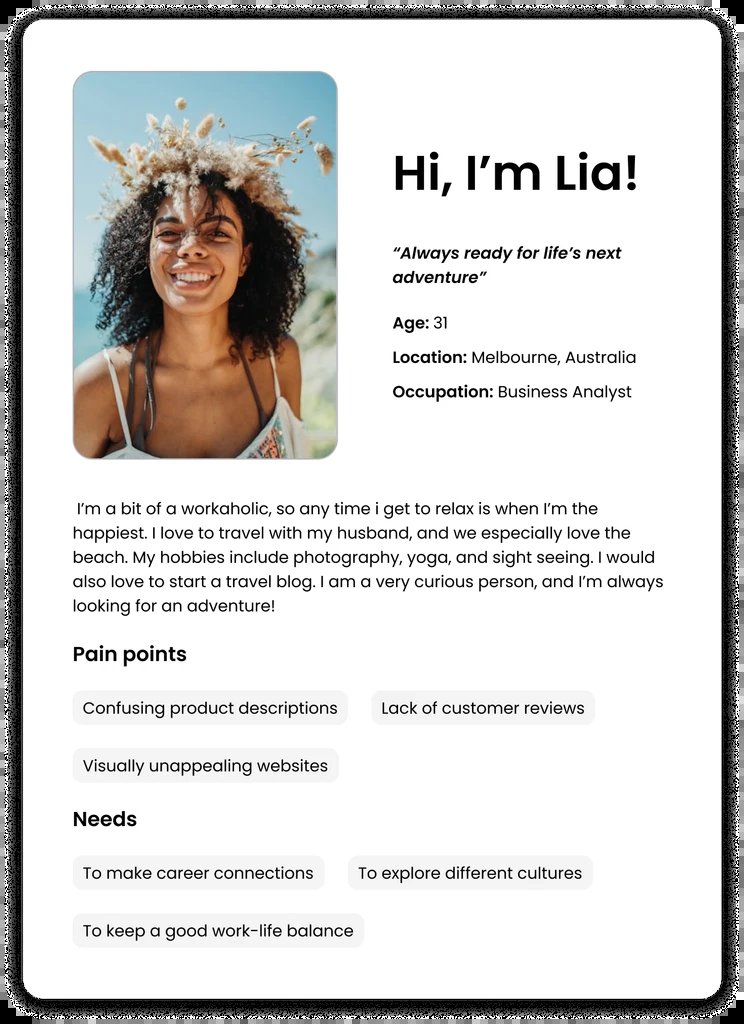 Hi, I’m Lia!
“Always ready for life’s next
adventure”
Age: 31
Location: Melbourne, Australia
Occupation: Business Analyst
I’m a bit of a workaholic, so any time i get to relax is when I’m the
happiest. I love to travel with my husband, and we especially love the
beach. My hobbies include photography, yoga, and sight seeing. I would
also love to start a travel blog. I am a very curious person, and I’m always
looking for an adventure!
Pain points
Confusing product descriptions
Lack of customer reviews
Visually unappealing websites
Needs
To make career connections
To explore different cultures
To keep a good work-life balance